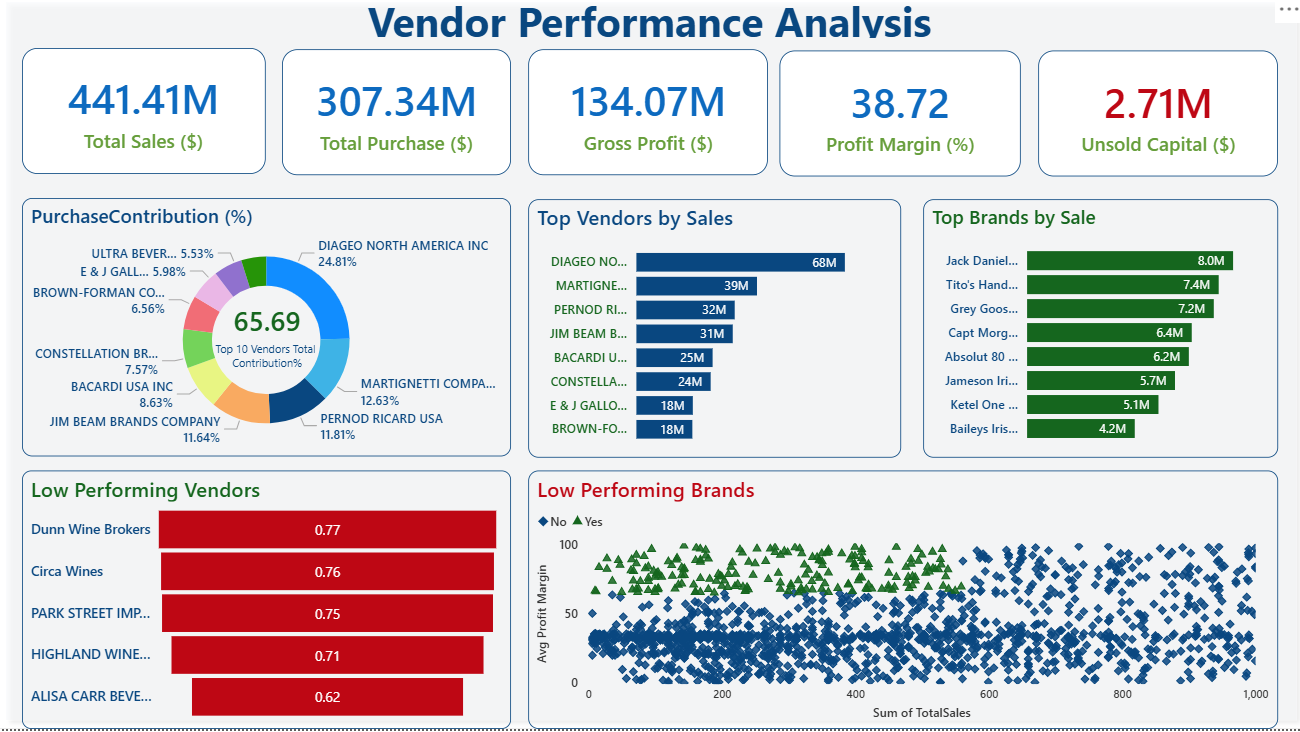 Vendor Performance Analysis
441.41M
Total Sales ($)
307.34M
Total Purchase ($)
134.07M
Gross Profit ($)
38.72
Profit Margin (%)
2.71M
Unsold Capital ($)
PurchaseContribution (%)
DIAGEO NORTH AMERICA INC
24.81%
MARTIGNETTI COMPA...
12.63%
PERNOD RICARD USA
11.81%
JIM BEAM BRANDS COMPANY
11.64%
BACARDI USA INC
8.63%
CONSTELLATION BR...
7.57%
BROWN-FORMAN CO...
6.56%
E & J GALL... 5.98%
ULTRA BEVER... 5.53%
65.69
Top 10 Vendors Total
Contribution%
Top Vendors by Sales
DIAGEO NO... 68M
MARTIGNE... 39M
PERNOD RI... 32M
JIM BEAM B... 31M
BACARDI U... 25M
CONSTELLA... 24M
E & J GALLO... 18M
BROWN-FO... 18M
Top Brands by Sale
Jack Daniel... 8.0M
Tito's Hand... 7.4M
Grey Goos... 7.2M
Capt Morg... 6.4M
Absolut 80 ... 6.2M
Jameson Iri... 5.7M
Ketel One ... 5.1M
Baileys Iris... 4.2M
Low Performing Vendors
Dunn Wine Brokers 0.77
Circa Wines 0.76
PARK STREET IMP... 0.75
HIGHLAND WINE... 0.71
ALISA CARR BEVE... 0.62
Low Performing Brands
No Yes
Avg Profit Margin
100
50
0
0 200 400 600 800 1,000
Sum of TotalSales